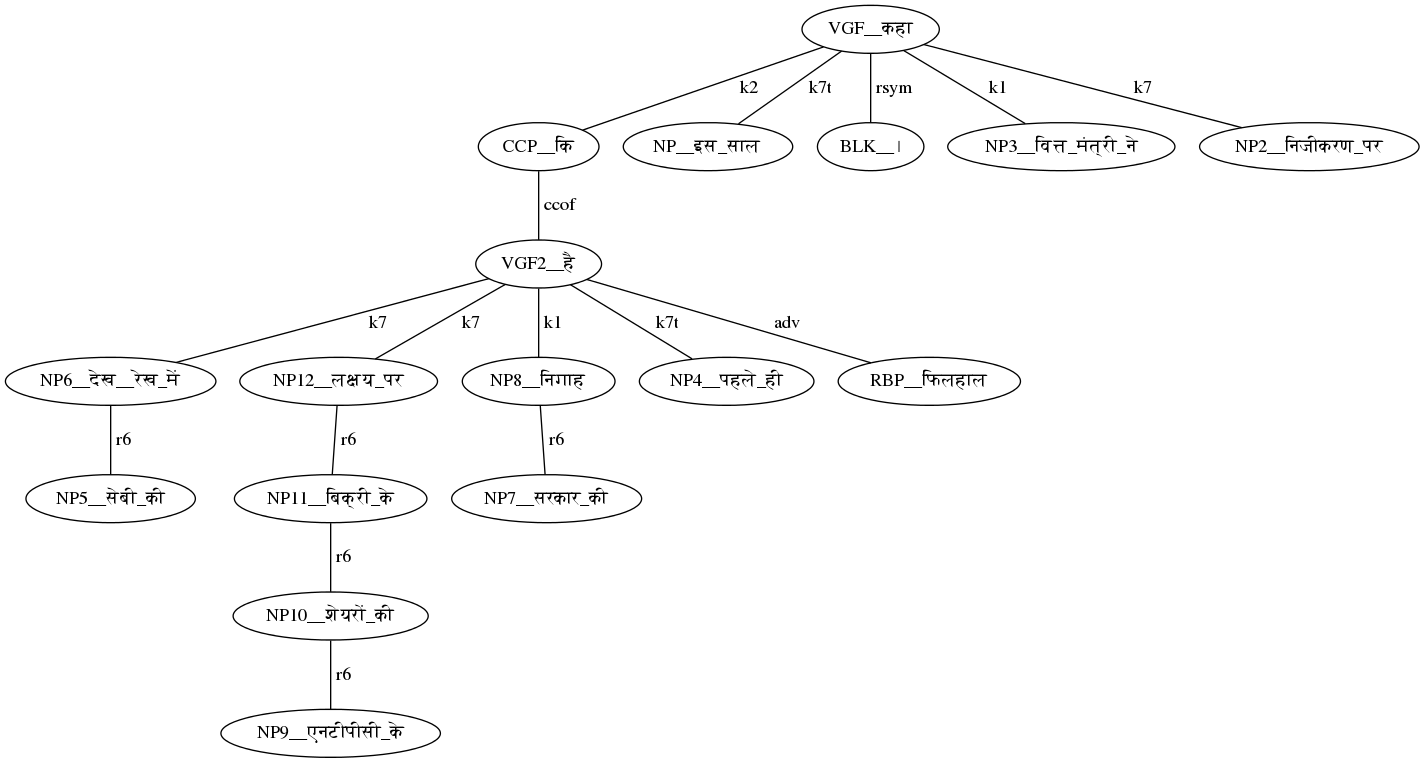 VGF__कहा
k2 k7t rsym k1 k7
CCP__कि NP__इस_साल BLK__। NP3__वित्त_मंत्री_ने NP2__निजीकरण_पर
ccof
VGF2__है
k7 k7 k1 k7t adv
NP6__देख__रेख_में NP12__लक्षय_पर NP8__निगाह NP4__पहले_ही RBP__फिलहाल
r6 r6 r6
NP5__सेबी_की NP11__बिक्री_के NP7__सरकार_की
r6
NP10__शेयरों_की
r6
NP9__एनटीपीसी_के